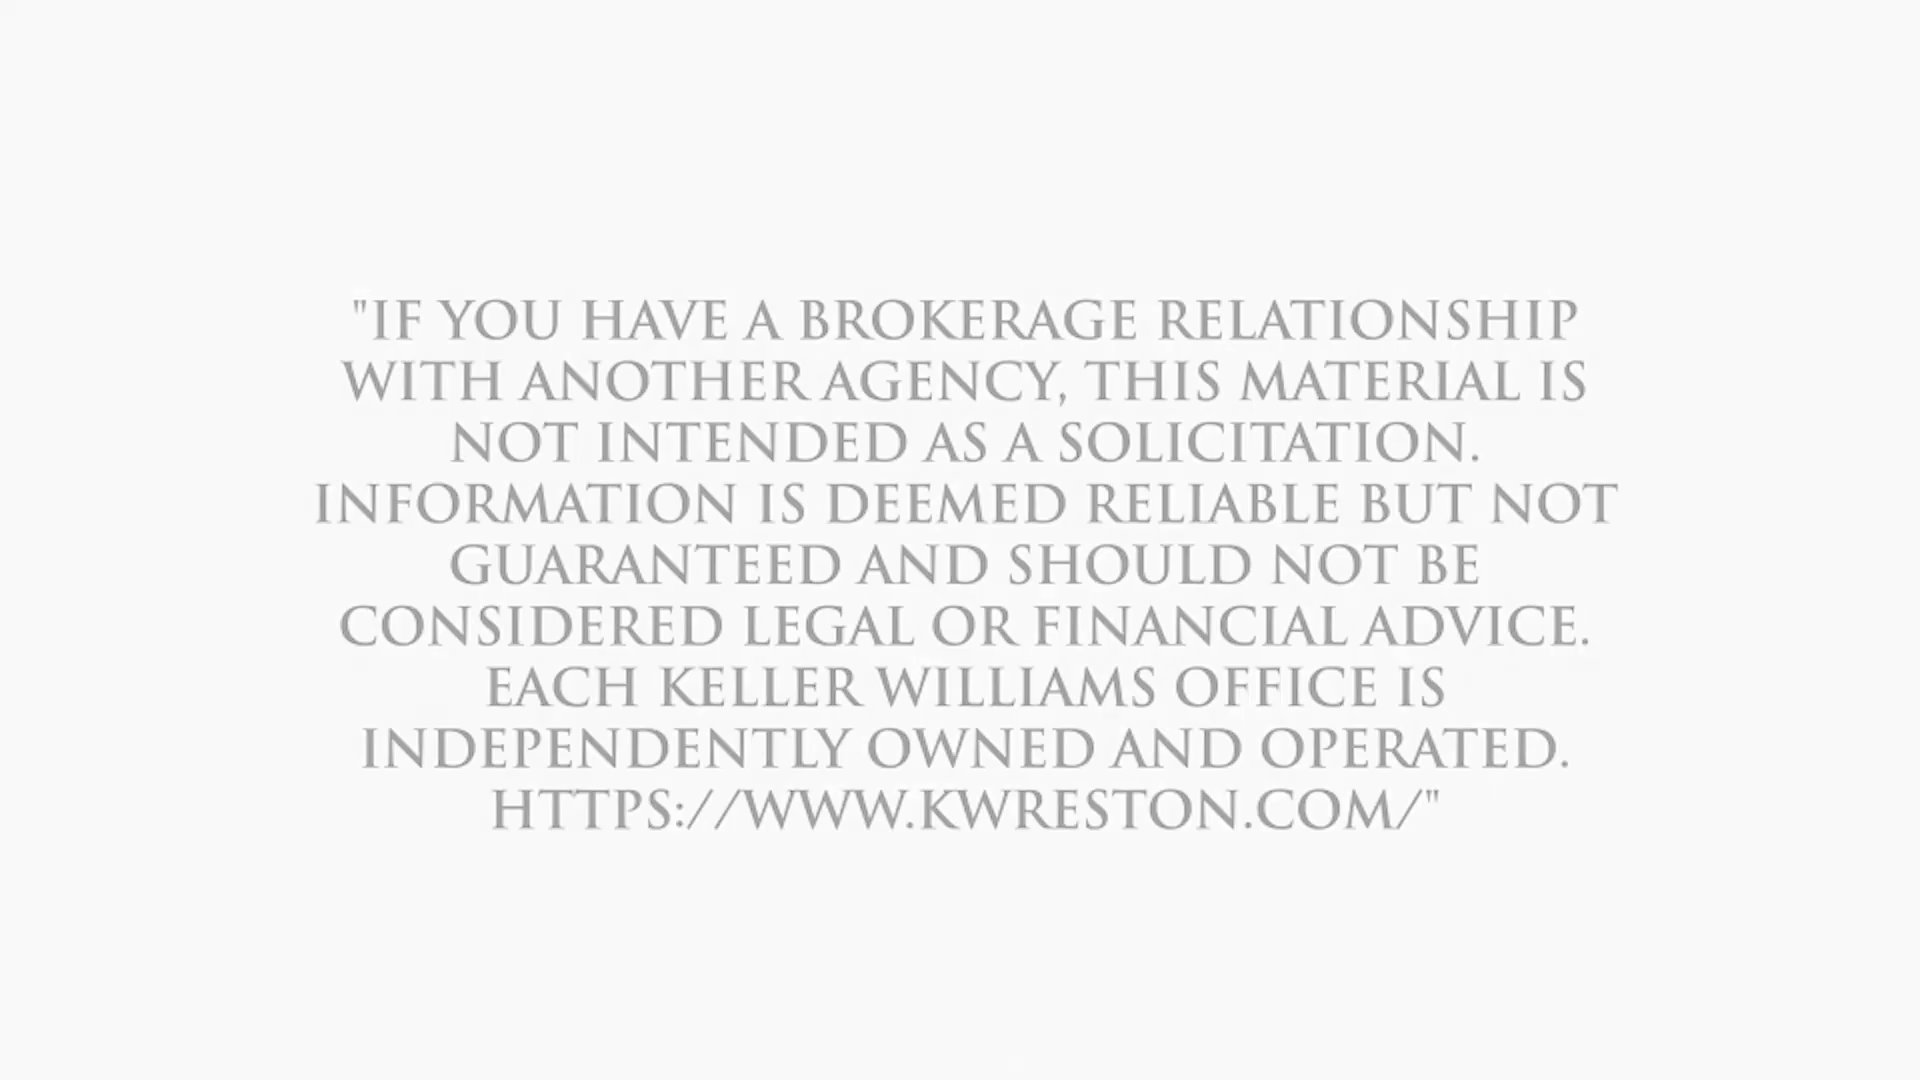 "IF YOU HAVE A BROKERAGE RELATIONSHIP
WITH ANOTHER AGENCY, THIS MATERIAL IS
NOT INTENDED AS A SOLICITATION.
INFORMATION IS DEEMED RELIABLE BUT NOT
GUARANTEED AND SHOULD NOT BE
CONSIDERED LEGAL OR FINANCIAL ADVICE.
EACH KELLER WILLIAMS OFFICE IS
INDEPENDENTLY OWNED AND OPERATED.
HTTPS://WWW.KWRESTON.COM/"